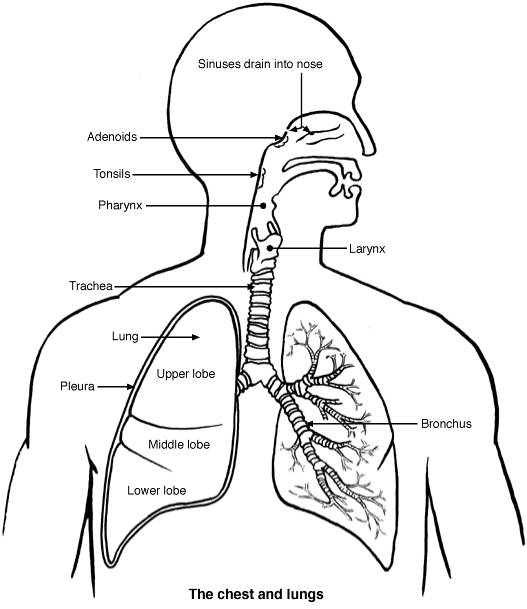 Sinuses drain into nose
Adenoids
Tonsils
Pharynx
Larynx
Trachea
Lung
Upper lobe
Pleura
Bronchus
Middle lobe
Lower lobe
The chest and lungs